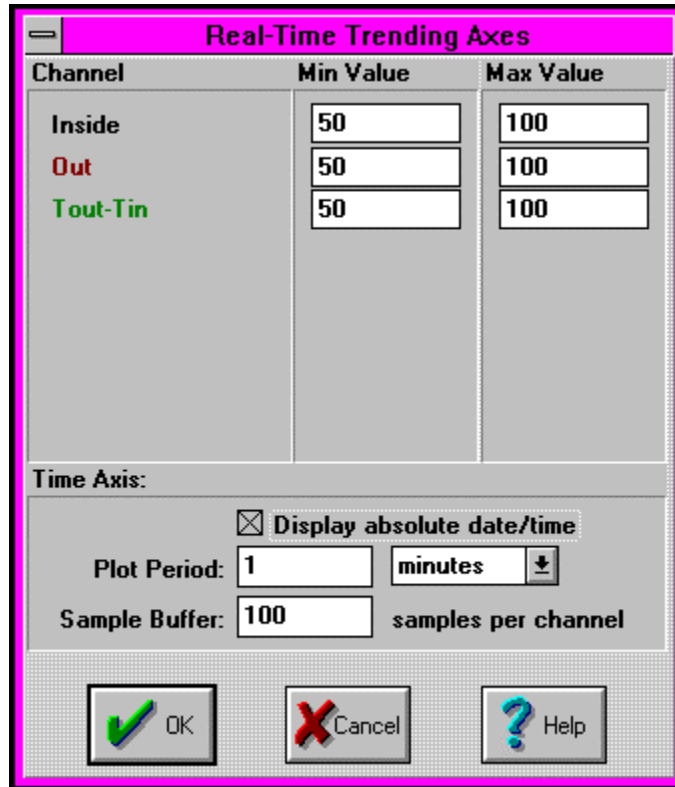 Real-Time Trending Axes
Channel Min Value Max Value
Inside 50 100
Out 50 100
Tout-Tin 50 100
Time Axis:
Display absolute date/time
Plot Period: 1 minutes
Sample Buffer: 100 samples per channel
OK Cancel Help